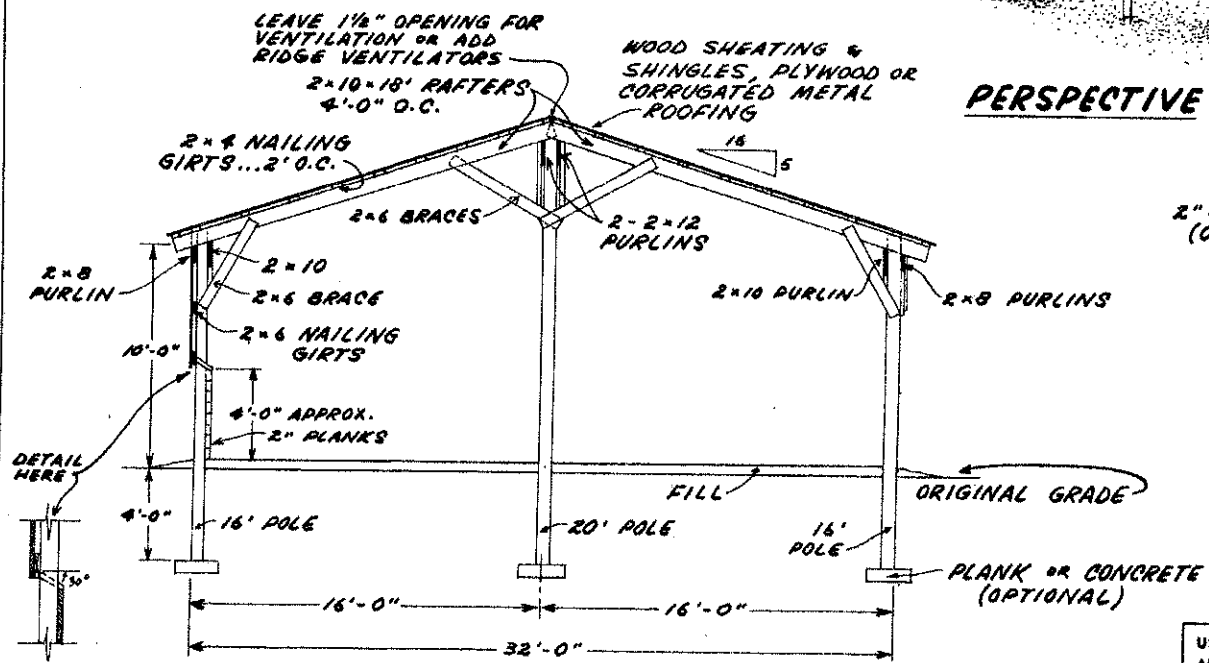 LEAVE 1½" OPENING FOR
VENTILATION OR ADD
RIDGE VENTILATORS
2×10×18' RAFTERS
4'-0" O.C.
WOOD SHEATING &
SHINGLES, PLYWOOD OR
CORRUGATED METAL
ROOFING
PERSPECTIVE
2×4 NAILING
GIRTS...2' O.C.
16
5
2×6 BRACES
2-2×12
PURLINS
2"
(O
2×8
PURLIN
2×10
2×6 BRACE
2×10 PURLIN
2×8 PURLINS
2×6 NAILING
GIRTS
10'-0"
4'-0" APPROX.
2" PLANKS
DETAIL
HERE
FILL
ORIGINAL GRADE
4'-0"
16' POLE
20' POLE
16'
POLE
30°
PLANK OR CONCRETE
(OPTIONAL)
16'-0"
16'-0"
32'-0"